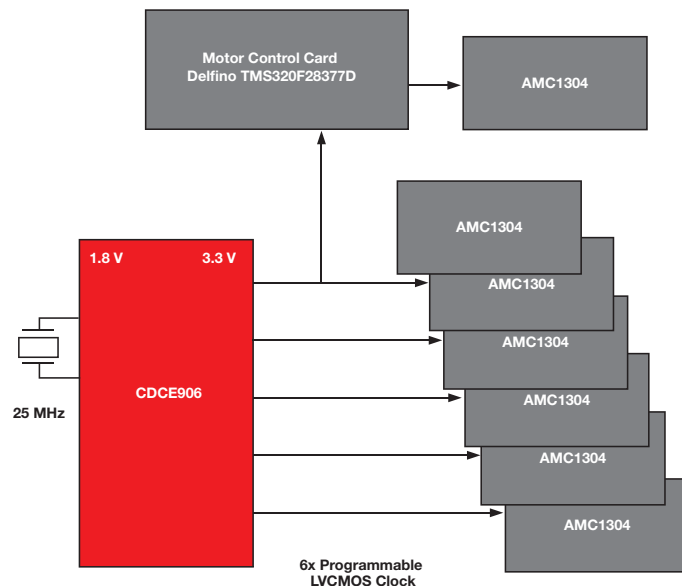 Motor Control Card
Delfino TMS320F28377D
AMC1304
AMC1304
1.8 V 3.3 V
AMC1304
AMC1304
CDCE906
AMC1304
25 MHz
AMC1304
AMC1304
6x Programmable
LVCMOS Clock